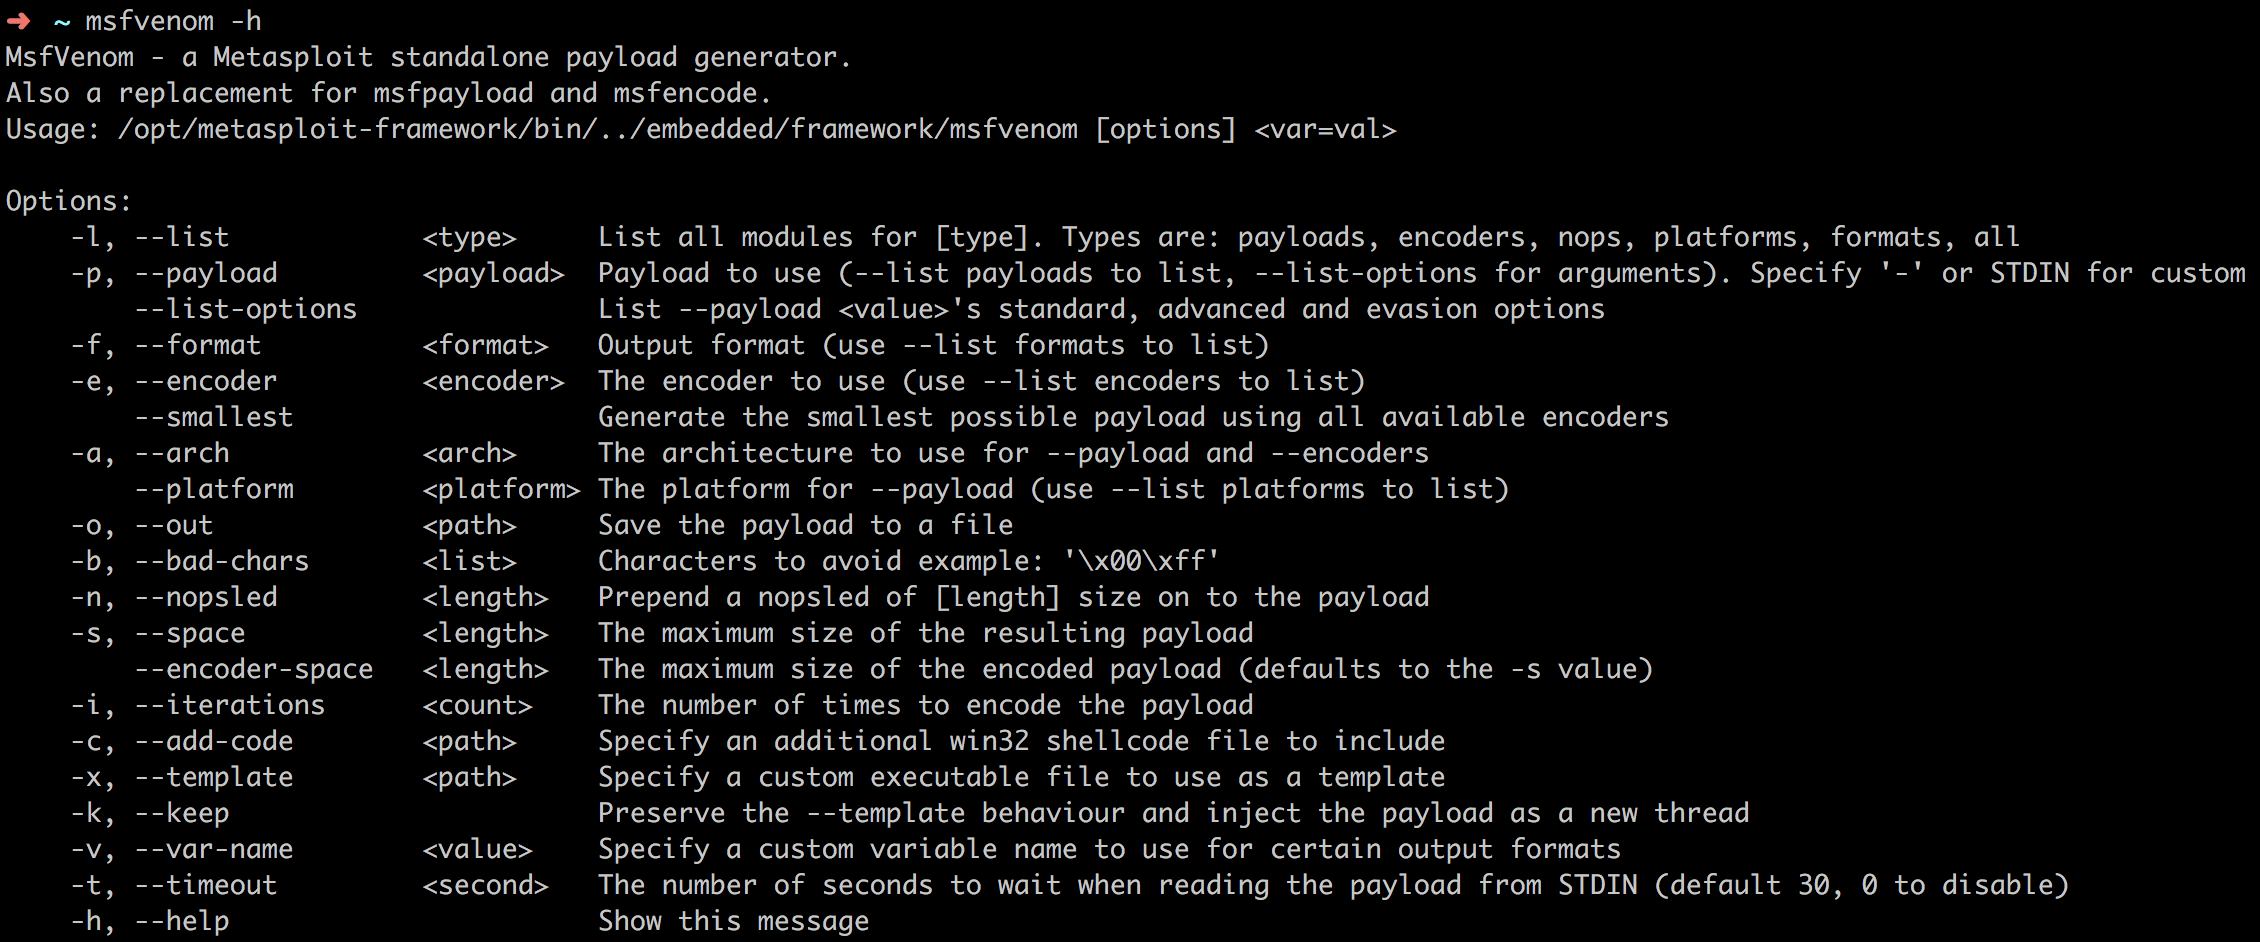 ➜  ~ msfvenom -h
MsfVenom - a Metasploit standalone payload generator.
Also a replacement for msfpayload and msfencode.
Usage: /opt/metasploit-framework/bin/../embedded/framework/msfvenom [options] <var=val>

Options:
    -l, --list            <type>     List all modules for [type]. Types are: payloads, encoders, nops, platforms, formats, all
    -p, --payload         <payload>  Payload to use (--list payloads to list, --list-options for arguments). Specify '-' or STDIN for custom
        --list-options               List --payload <value>'s standard, advanced and evasion options
    -f, --format          <format>   Output format (use --list formats to list)
    -e, --encoder         <encoder>  The encoder to use (use --list encoders to list)
        --smallest                   Generate the smallest possible payload using all available encoders
    -a, --arch            <arch>     The architecture to use for --payload and --encoders
        --platform        <platform> The platform for --payload (use --list platforms to list)
    -o, --out             <path>     Save the payload to a file
    -b, --bad-chars       <list>     Characters to avoid example: '\x00\xff'
    -n, --nopsled         <length>   Prepend a nopsled of [length] size on to the payload
    -s, --space           <length>   The maximum size of the resulting payload
        --encoder-space   <length>   The maximum size of the encoded payload (defaults to the -s value)
    -i, --iterations      <count>    The number of times to encode the payload
    -c, --add-code        <path>     Specify an additional win32 shellcode file to include
    -x, --template        <path>     Specify a custom executable file to use as a template
    -k, --keep                       Preserve the --template behaviour and inject the payload as a new thread
    -v, --var-name        <value>    Specify a custom variable name to use for certain output formats
    -t, --timeout         <second>   The number of seconds to wait when reading the payload from STDIN (default 30, 0 to disable)
    -h, --help                       Show this message